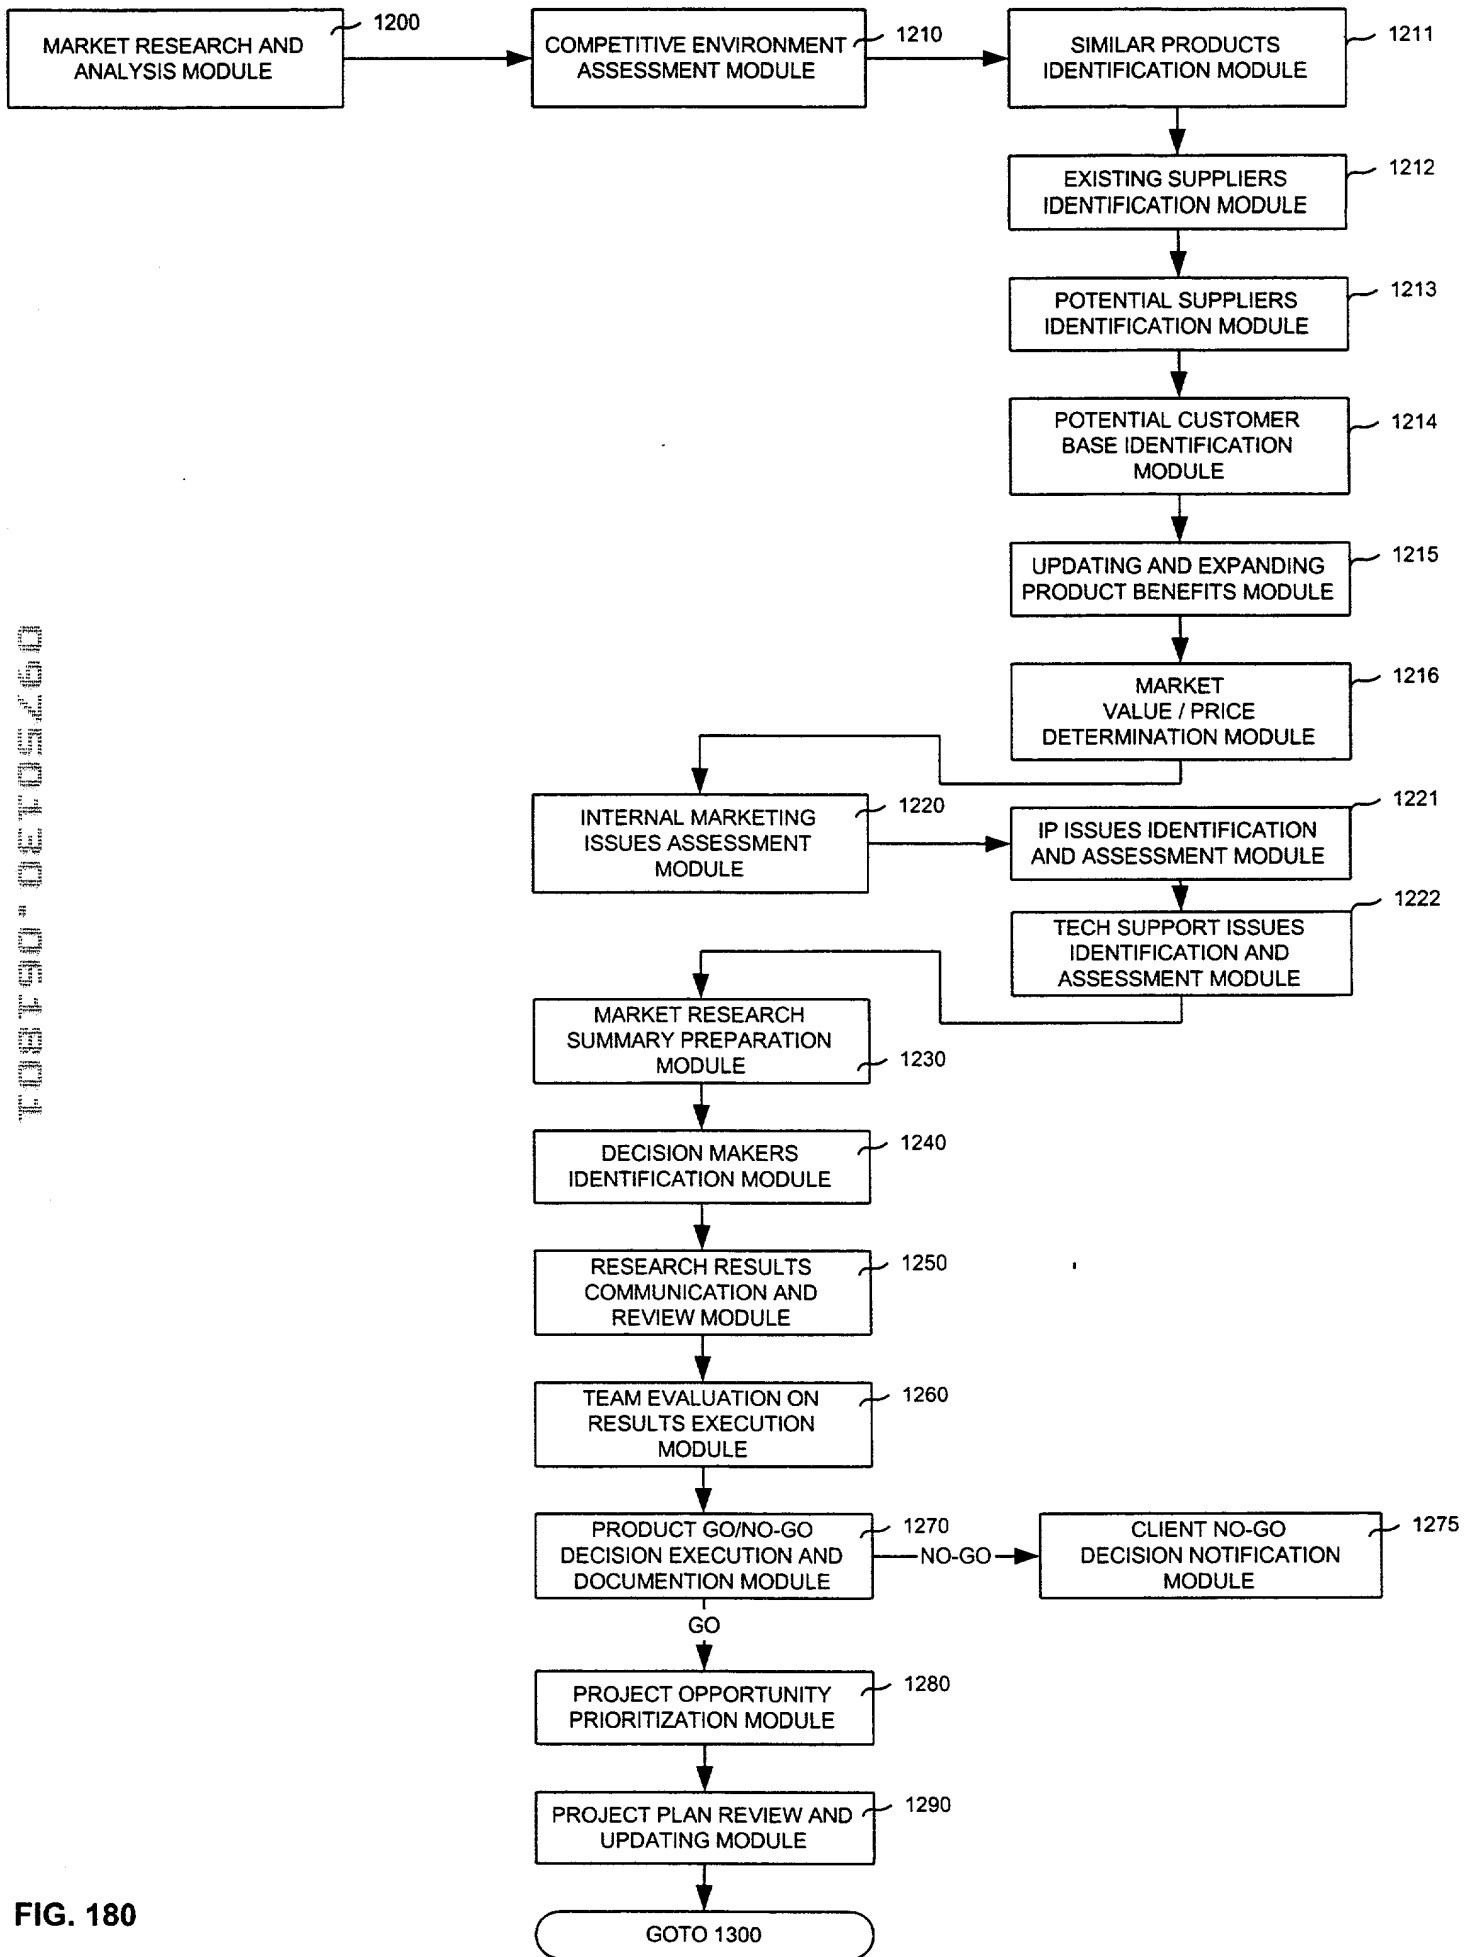 MARKET RESEARCH AND
ANALYSIS MODULE
1200
COMPETITIVE ENVIRONMENT
ASSESSMENT MODULE
1210
SIMILAR PRODUCTS
IDENTIFICATION MODULE
1211
EXISTING SUPPLIERS
IDENTIFICATION MODULE
1212
POTENTIAL SUPPLIERS
IDENTIFICATION MODULE
1213
POTENTIAL CUSTOMER
BASE IDENTIFICATION
MODULE
1214
UPDATING AND EXPANDING
PRODUCT BENEFITS MODULE
1215
MARKET
VALUE / PRICE
DETERMINATION MODULE
1216
INTERNAL MARKETING
ISSUES ASSESSMENT
MODULE
1220
IP ISSUES IDENTIFICATION
AND ASSESSMENT MODULE
1221
TECH SUPPORT ISSUES
IDENTIFICATION AND
ASSESSMENT MODULE
1222
MARKET RESEARCH
SUMMARY PREPARATION
MODULE
1230
DECISION MAKERS
IDENTIFICATION MODULE
1240
RESEARCH RESULTS
COMMUNICATION AND
REVIEW MODULE
1250
TEAM EVALUATION ON
RESULTS EXECUTION
MODULE
1260
PRODUCT GO/NO-GO
DECISION EXECUTION AND
DOCUMENTION MODULE
1270
NO-GO
CLIENT NO-GO
DECISION NOTIFICATION
MODULE
1275
GO
PROJECT OPPORTUNITY
PRIORITIZATION MODULE
1280
PROJECT PLAN REVIEW AND
UPDATING MODULE
1290
GOTO 1300
FIG. 180